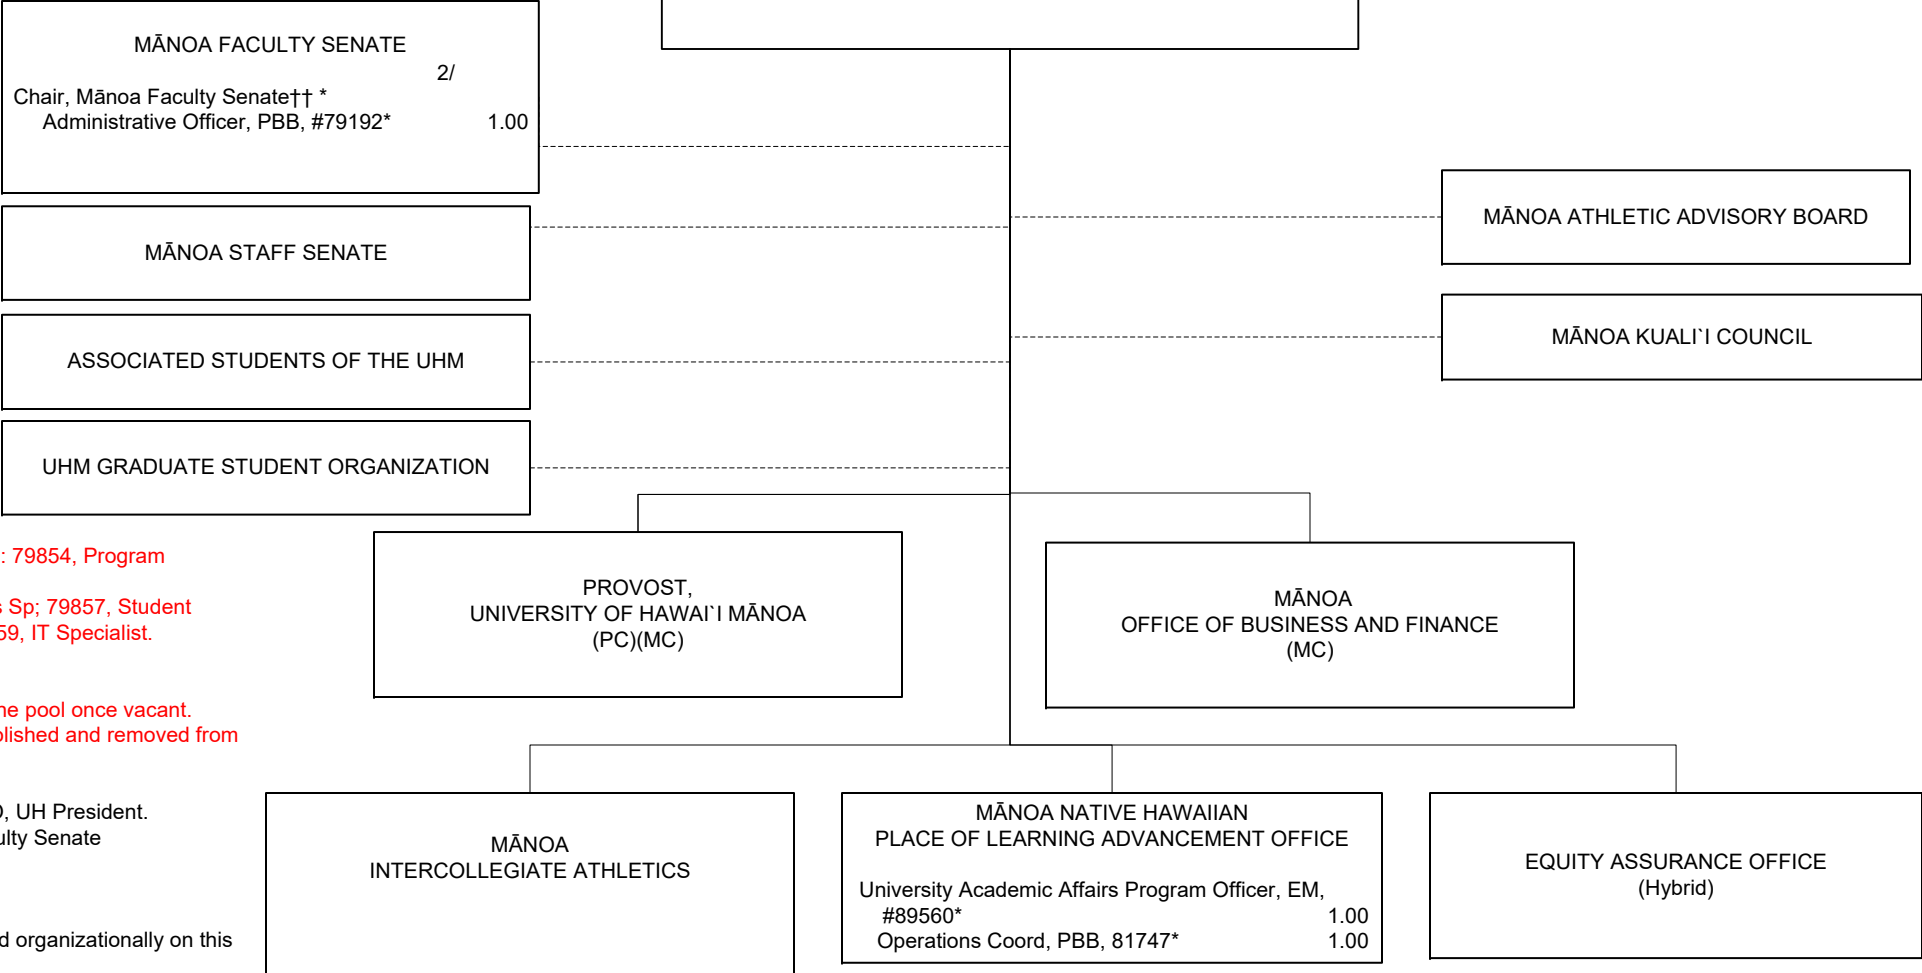 MĀNOA FACULTY SENATE
2/
Chair, Mānoa Faculty Senate†† *
Administrative Officer, PBB, #79192* 1.00
MĀNOA STAFF SENATE
ASSOCIATED STUDENTS OF THE UHM
UHM GRADUATE STUDENT ORGANIZATION
MĀNOA ATHLETIC ADVISORY BOARD
MĀNOA KUALI`I COUNCIL
: 79854, Program
s Sp; 79857, Student
59, IT Specialist.
he pool once vacant.
olished and removed from
O, UH President.
ulty Senate
d organizationally on this
PROVOST,
UNIVERSITY OF HAWAI`I MĀNOA
(PC)(MC)
MĀNOA
OFFICE OF BUSINESS AND FINANCE
(MC)
MĀNOA
INTERCOLLEGIATE ATHLETICS
MĀNOA NATIVE HAWAIIAN
PLACE OF LEARNING ADVANCEMENT OFFICE
University Academic Affairs Program Officer, EM,
#89560* 1.00
Operations Coord, PBB, 81747* 1.00
EQUITY ASSURANCE OFFICE
(Hybrid)